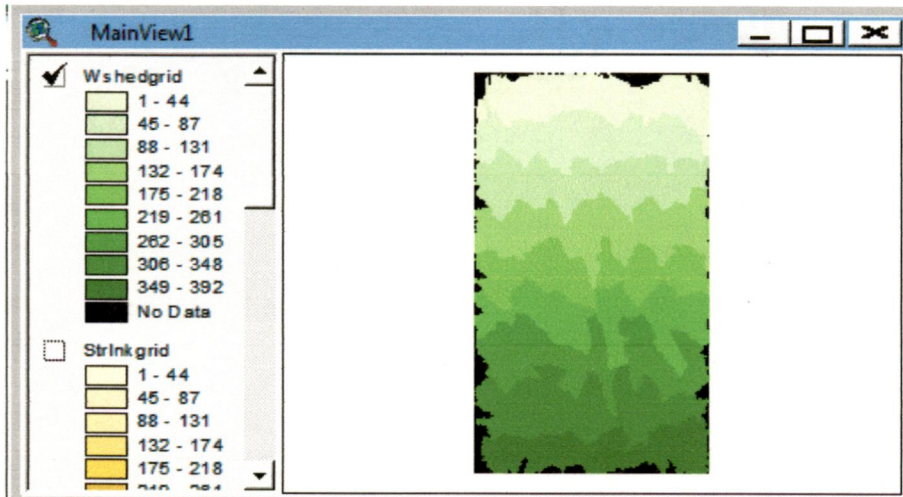 MainView1
Wshedgrid
1 - 44
45 - 87
88 - 131
132 - 174
175 - 218
219 - 261
262 - 305
306 - 348
349 - 392
No Data
Strlnkgrid
1 - 44
45 - 87
88 - 131
132 - 174
175 - 218